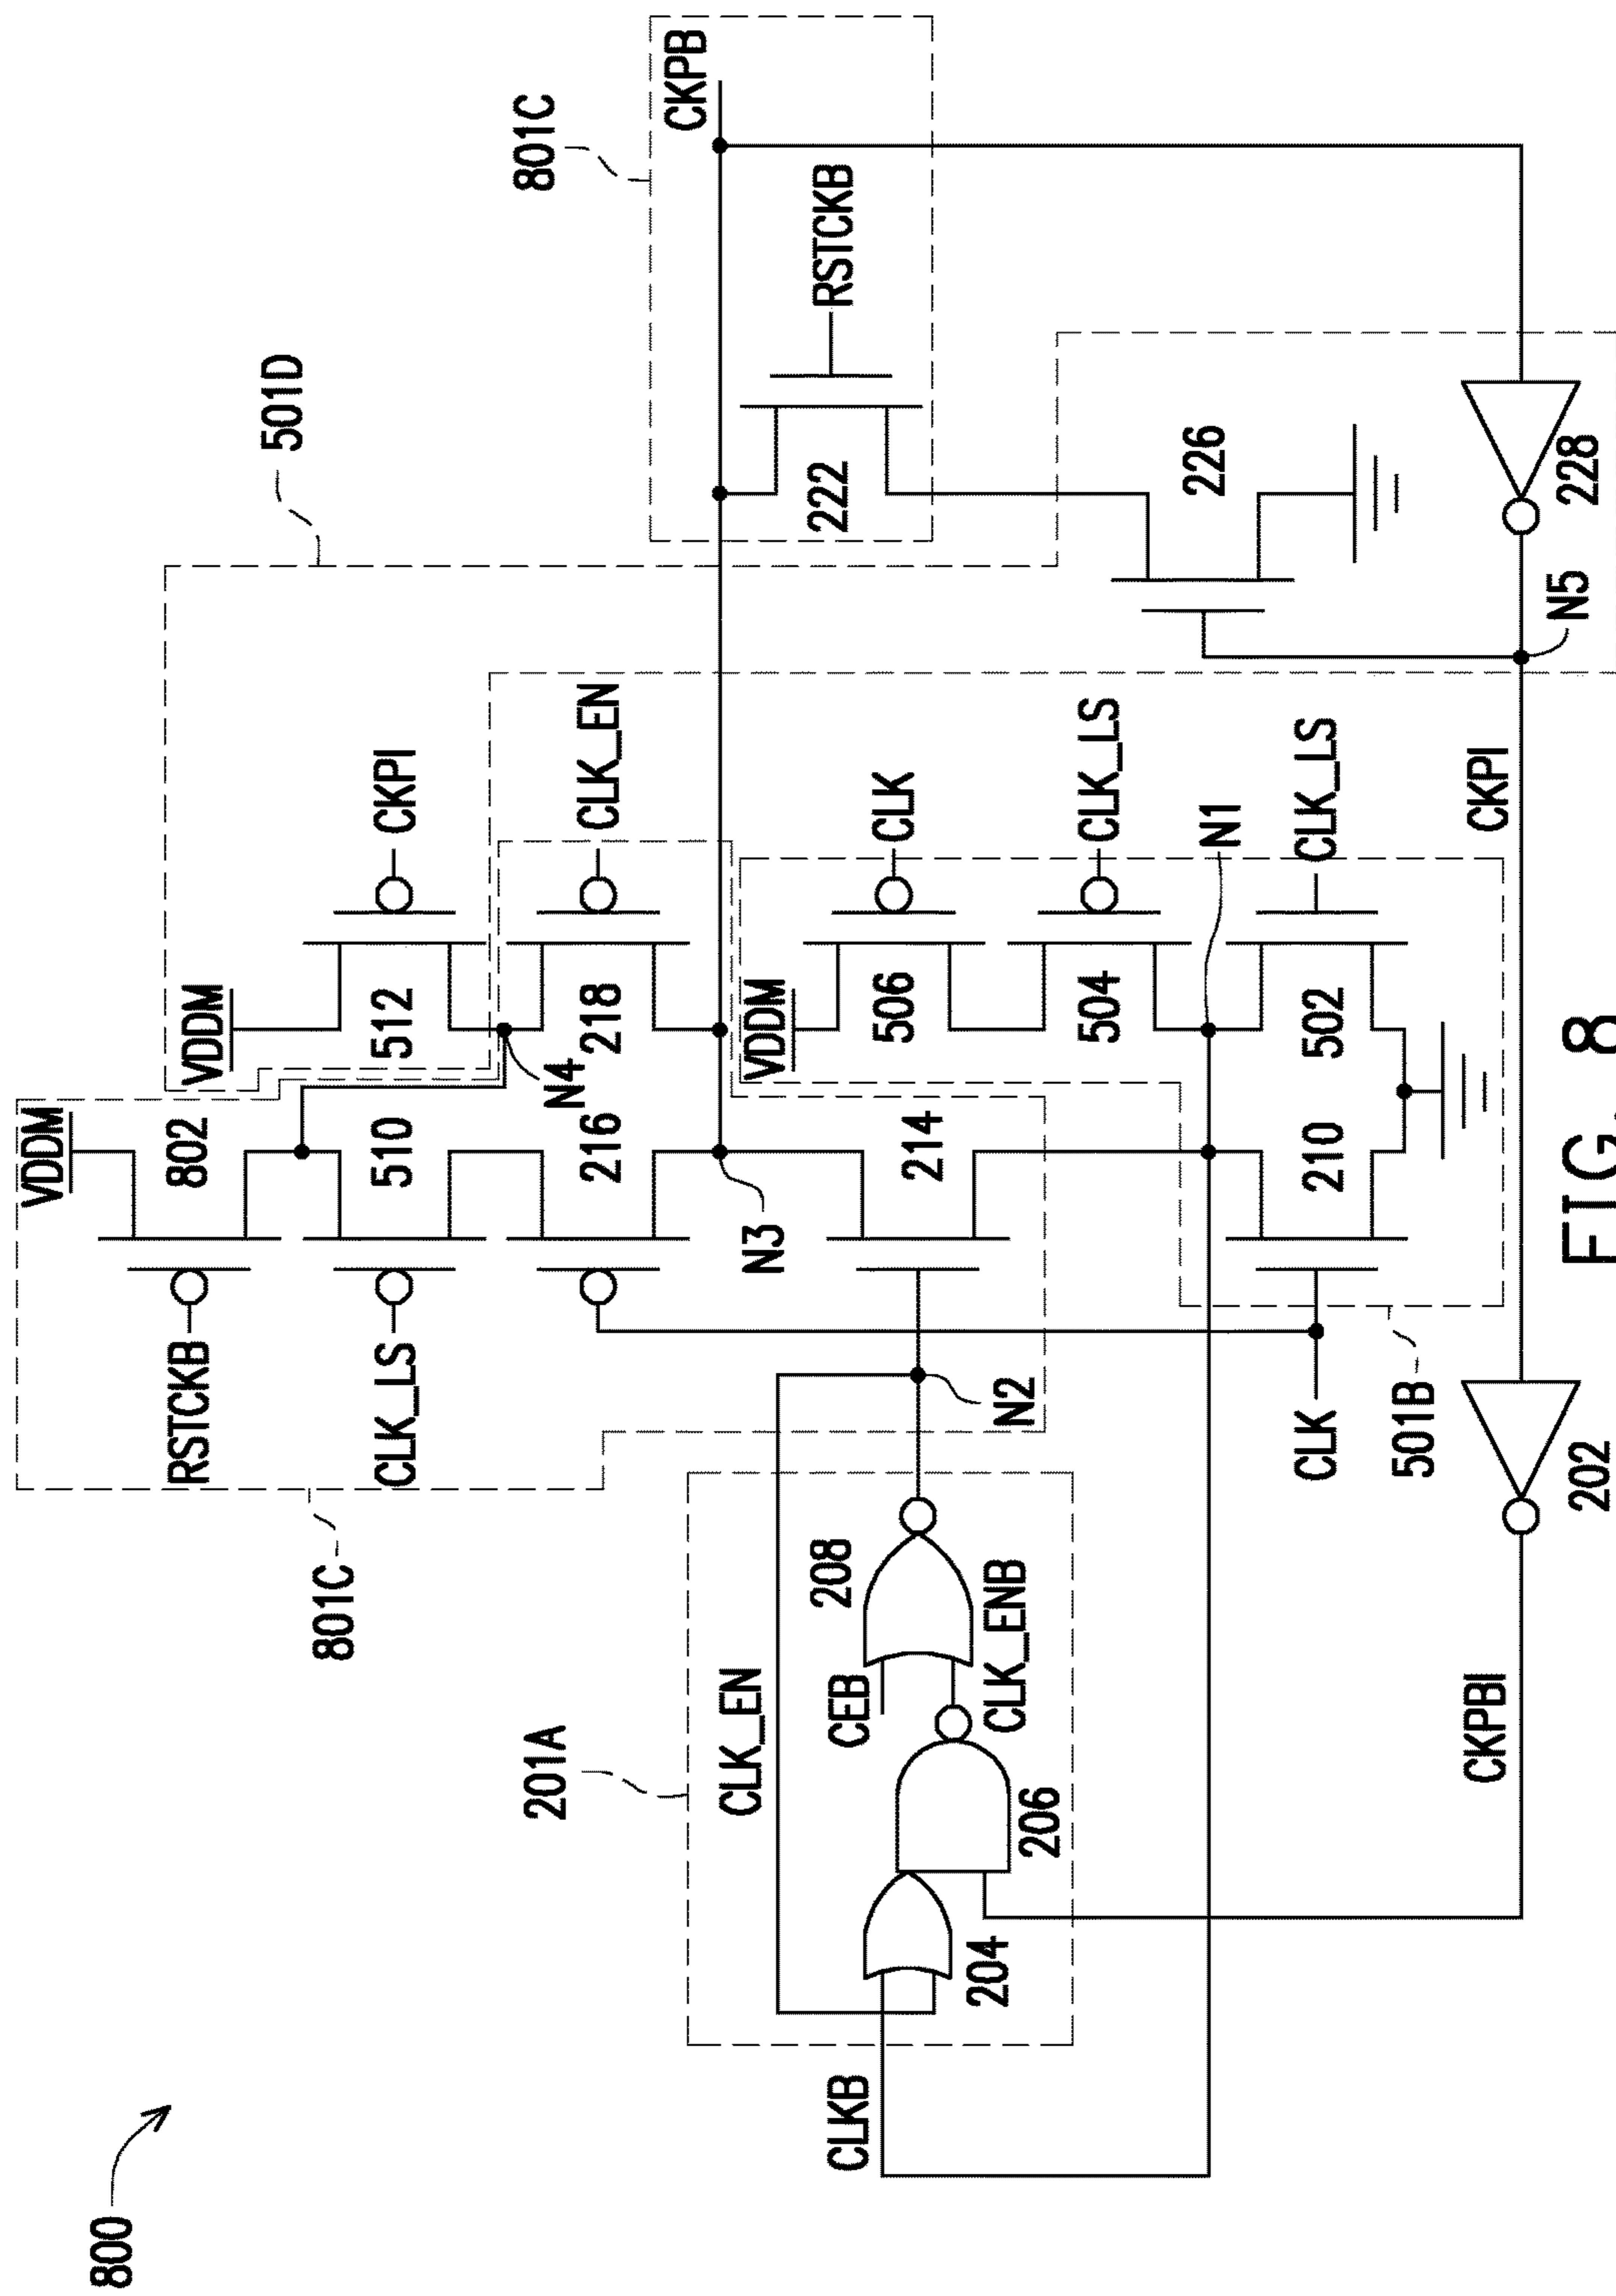 800
801C
VDDM
RSTCKB
802
VDDM
501D
CLK_LS
510
512
CKPI
N4
216
218
CLK_EN
801C
CKPB
N3
222
RSTCKB
201A
CLK_EN
VDDM
CLKB
CEB
208
214
506
CLK
204
206
CLK_ENB
N2
504
CLK_LS
226
N1
CLK
210
502
CLK_LS
501B
CKPBI
202
CKPI
N5
228
FIG. 8